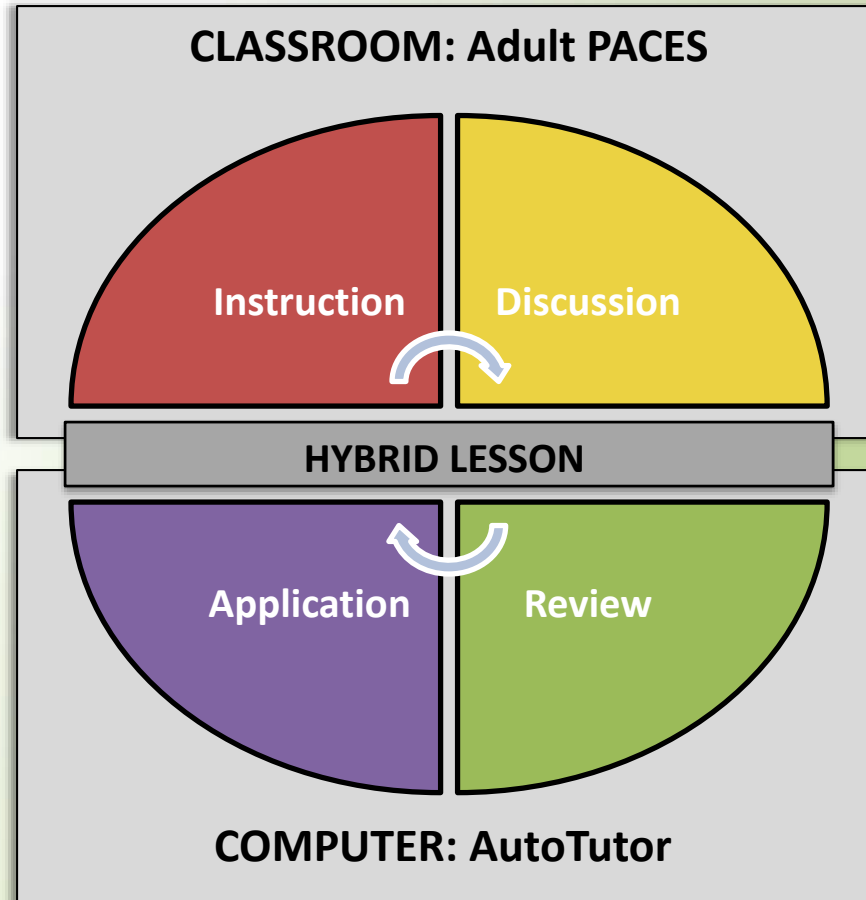 CLASSROOM: Adult PACES
Instruction
Discussion
HYBRID LESSON
Application
Review
COMPUTER: AutoTutor